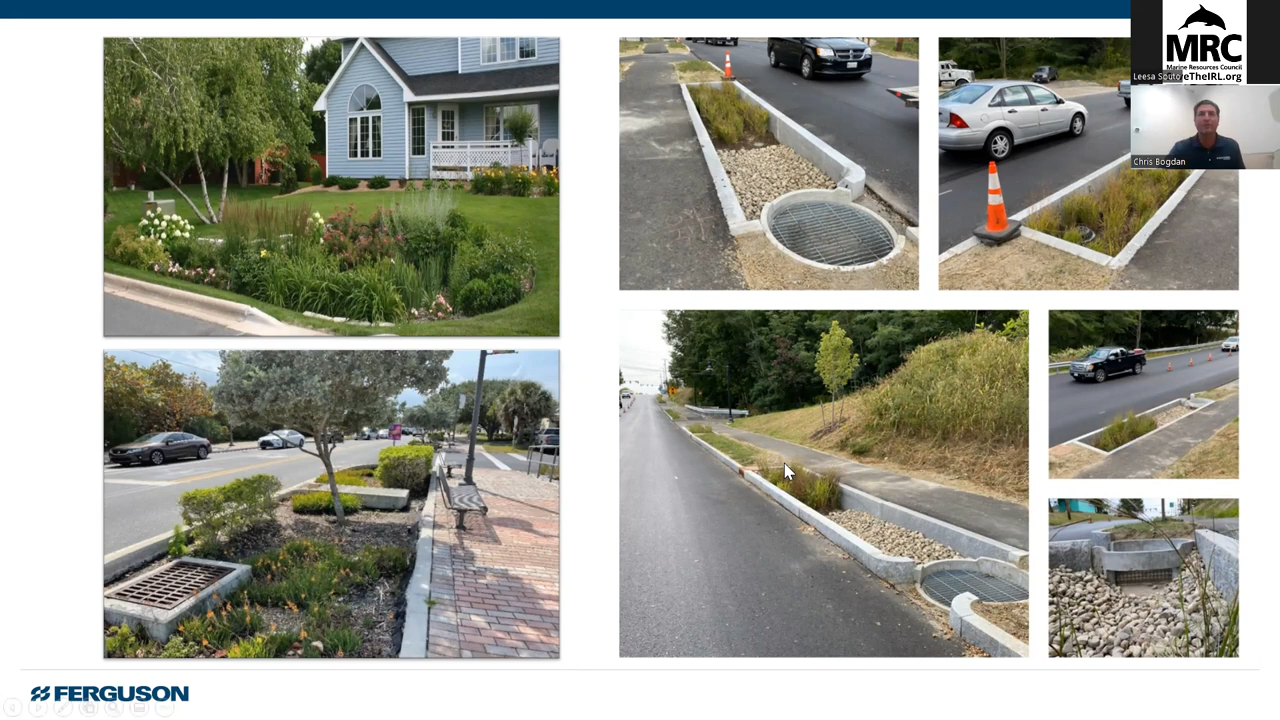 MRC
Marine Resources Council
Leesa Souto
eTheIRL.org
Chris Bogdan
FERGUSON